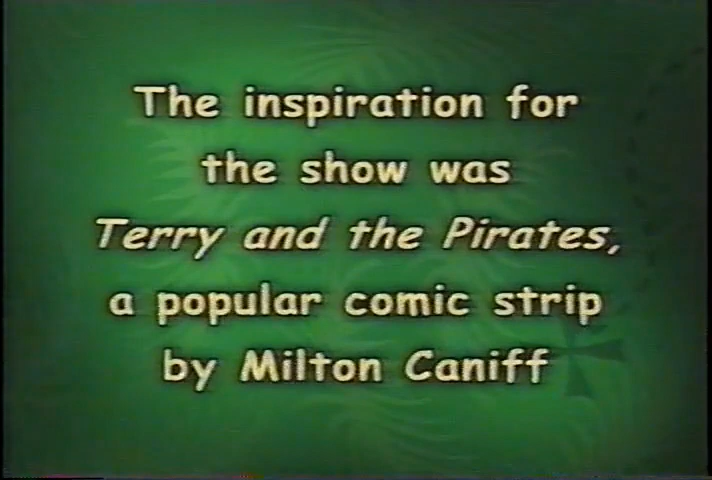 The inspiration for
the show was
Terry and the Pirates,
a popular comic strip
by Milton Caniff